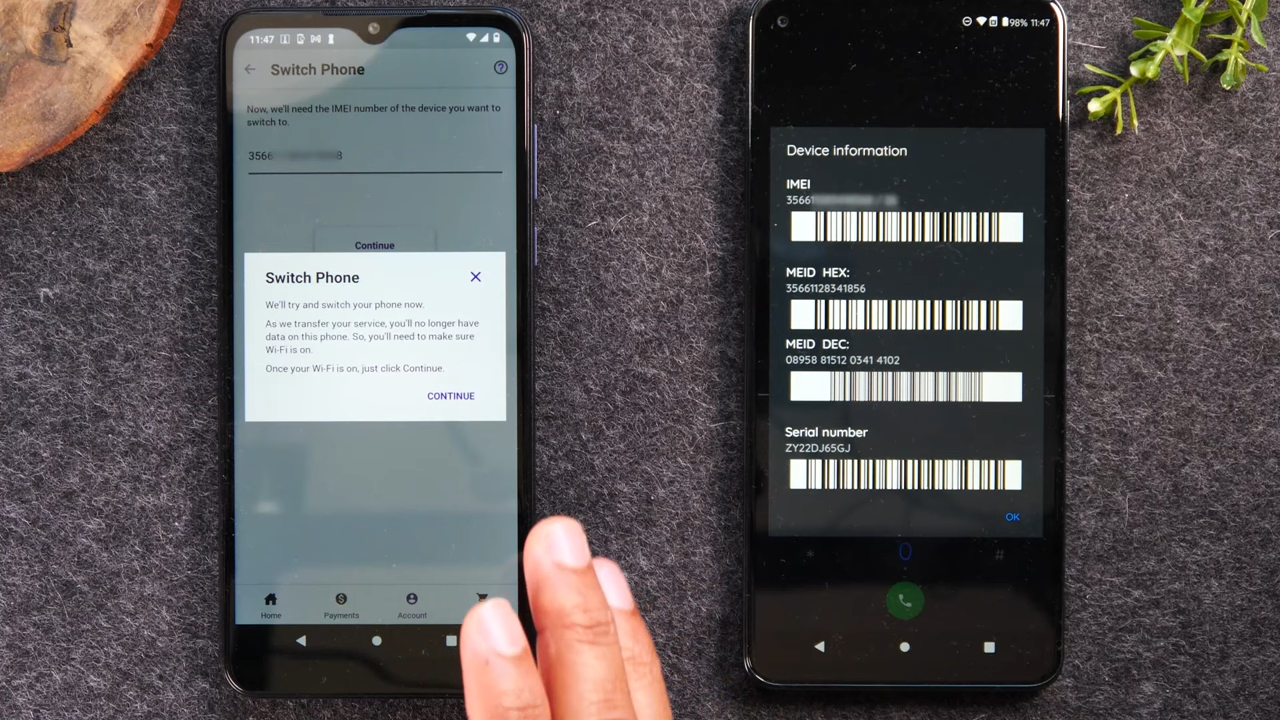 11:47
Switch Phone
Now, we'll need the IMEI number of the device you want to
switch to.
3566 8
Continue
Switch Phone
We'll try and switch your phone now.
As we transfer your service, you'll no longer have
data on this phone. So, you'll need to make sure
Wi-Fi is on.
Once your Wi-Fi is on, just click Continue.
CONTINUE
Home Payments Account
98% 11:47
Device information
IMEI
35661
MEID HEX:
35661128341856
MEID DEC:
08958 81512 0341 4102
Serial number
ZY22DJ65GJ
OK
* 0 #